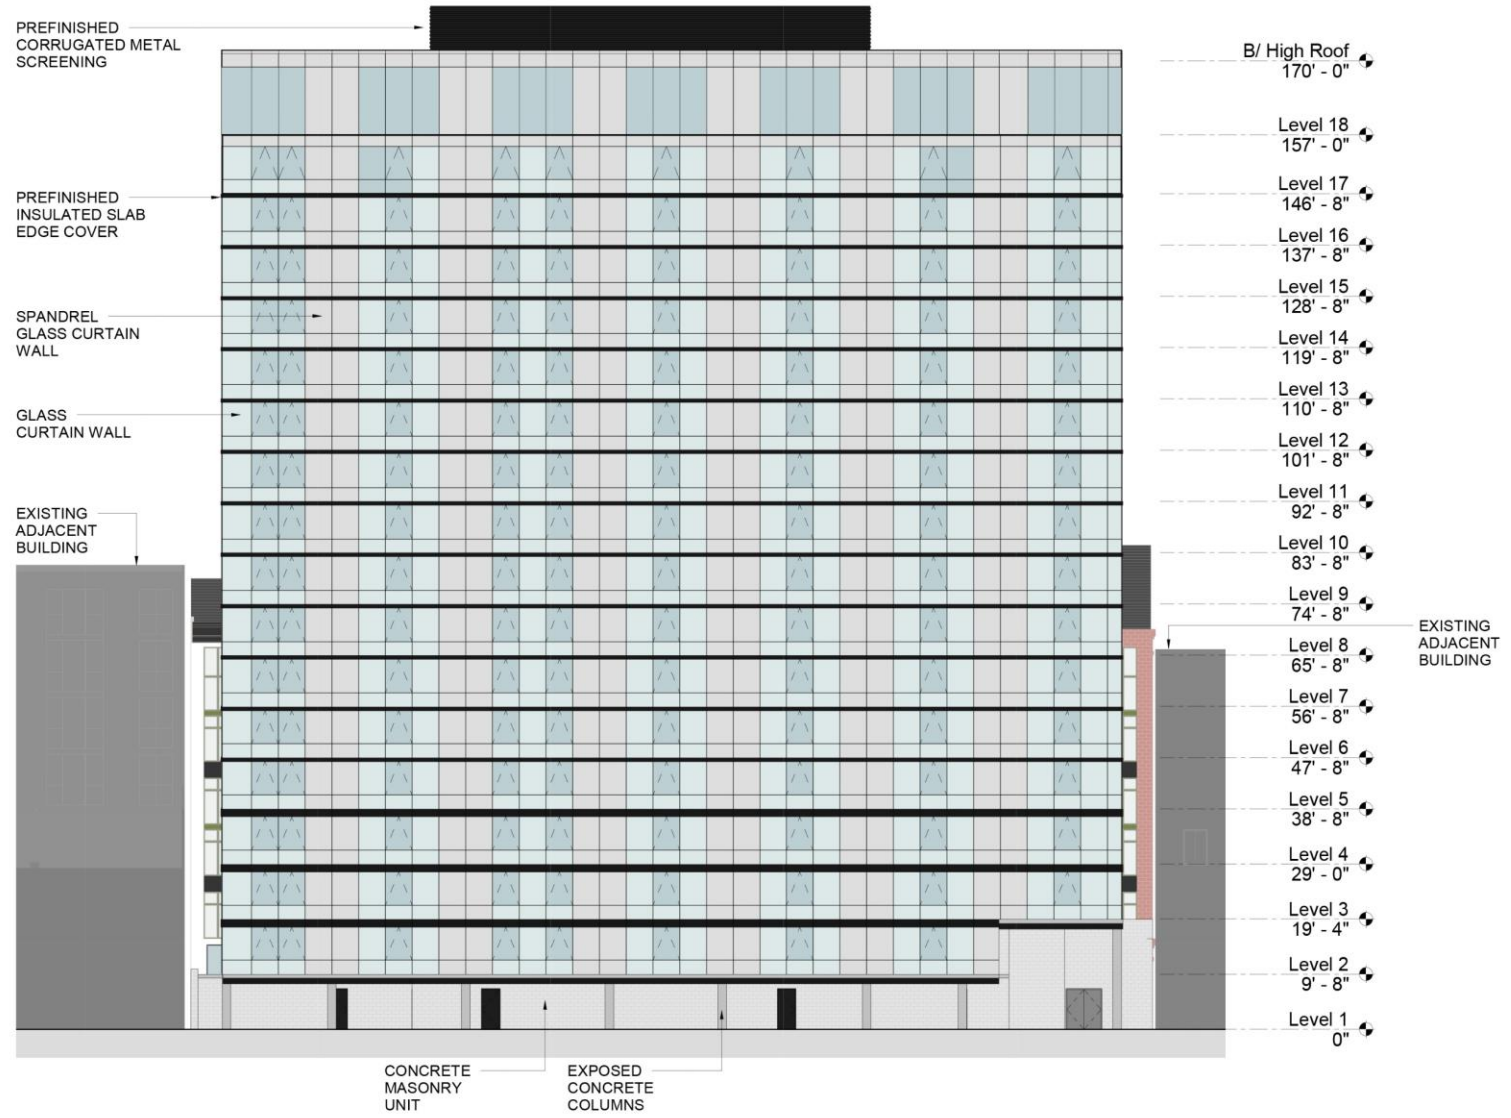 PREFINISHED
CORRUGATED METAL
SCREENING
PREFINISHED
INSULATED SLAB
EDGE COVER
SPANDREL
GLASS CURTAIN
WALL
GLASS
CURTAIN WALL
EXISTING
ADJACENT
BUILDING
B/ High Roof
170' - 0"
Level 18
157' - 0"
Level 17
146' - 8"
Level 16
137' - 8"
Level 15
128' - 8"
Level 14
119' - 8"
Level 13
110' - 8"
Level 12
101' - 8"
Level 11
92' - 8"
Level 10
83' - 8"
Level 9
74' - 8"
Level 8
65' - 8"
Level 7
56' - 8"
Level 6
47' - 8"
Level 5
38' - 8"
Level 4
29' - 0"
Level 3
19' - 4"
Level 2
9' - 8"
Level 1
0"
EXISTING
ADJACENT
BUILDING
CONCRETE
MASONRY
UNIT
EXPOSED
CONCRETE
COLUMNS